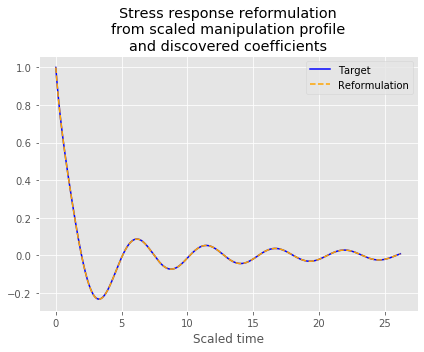 Stress response reformulation
from scaled manipulation profile
and discovered coefficients
Target
Reformulation
1.0
0.8
0.6
0.4
0.2
0.0
−0.2
0 5 10 15 20 25
Scaled time